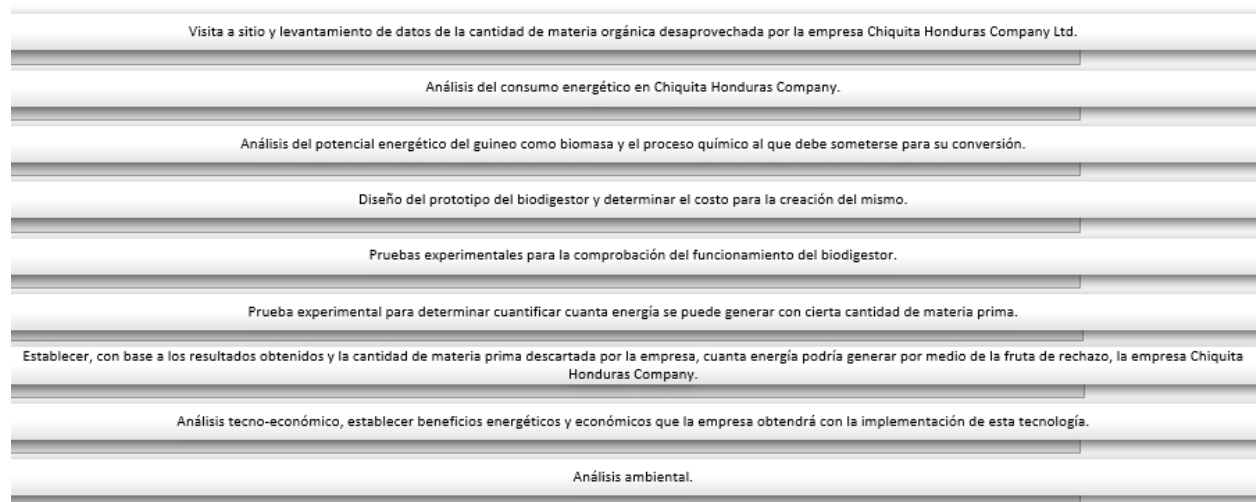 Visita a sitio y levantamiento de datos de la cantidad de materia orgánica desaprovechada por la empresa Chiquita Honduras Company Ltd.
Análisis del consumo energético en Chiquita Honduras Company.
Análisis del potencial energético del guineo como biomasa y el proceso químico al que debe someterse para su conversión.
Diseño del prototipo del biodigestor y determinar el costo para la creación del mismo.
Pruebas experimentales para la comprobación del funcionamiento del biodigestor.
Prueba experimental para determinar cuantificar cuanta energía se puede generar con cierta cantidad de materia prima.
Establecer, con base a los resultados obtenidos y la cantidad de materia prima descartada por la empresa, cuanta energía podría generar por medio de la fruta de rechazo, la empresa Chiquita
Honduras Company.
Análisis tecno-económico, establecer beneficios energéticos y económicos que la empresa obtendrá con la implementación de esta tecnología.
Análisis ambiental.